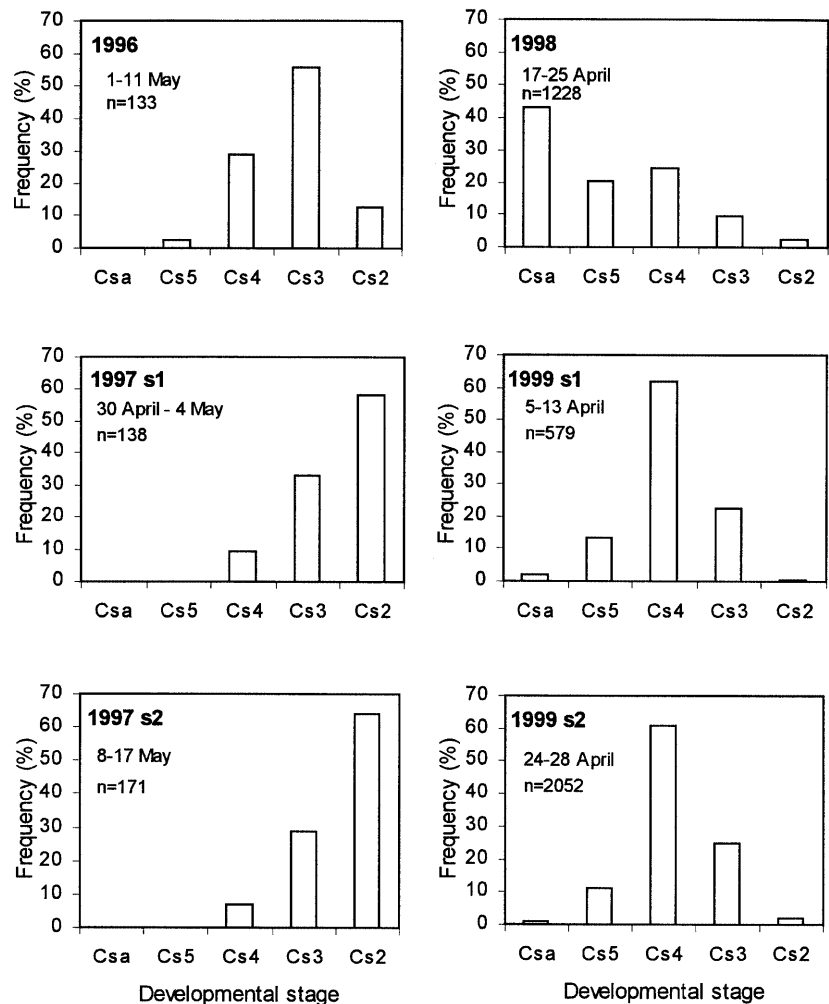 1996
1-11 May
n=133
Frequency (%)
70
60
50
40
30
20
10
0
Csa Cs5 Cs4 Cs3 Cs2
1998
17-25 April
n=1228
Frequency (%)
70
60
50
40
30
20
10
0
Csa Cs5 Cs4 Cs3 Cs2
1997 s1
30 April - 4 May
n=138
Frequency (%)
70
60
50
40
30
20
10
0
Csa Cs5 Cs4 Cs3 Cs2
1999 s1
5-13 April
n=579
Frequency (%)
70
60
50
40
30
20
10
0
Csa Cs5 Cs4 Cs3 Cs2
1997 s2
8-17 May
n=171
Frequency (%)
70
60
50
40
30
20
10
0
Csa Cs5 Cs4 Cs3 Cs2
Developmental stage
1999 s2
24-28 April
n=2052
Frequency (%)
70
60
50
40
30
20
10
0
Csa Cs5 Cs4 Cs3 Cs2
Developmental stage